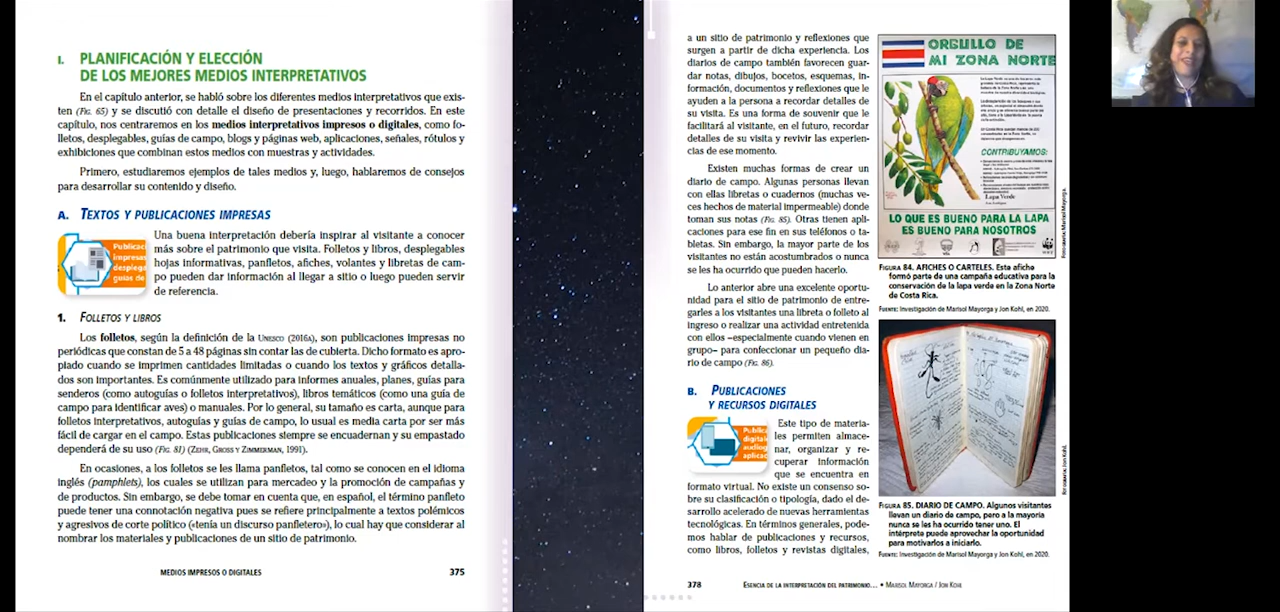 I. PLANIFICACIÓN Y ELECCIÓN
DE LOS MEJORES MEDIOS INTERPRETATIVOS
En el capítulo anterior, se habló sobre los diferentes medios interpretativos que exis-
ten (FIG. 65) y se discutió con detalle el diseño de presentaciones y recorridos. En este
capítulo, nos centraremos en los medios interpretativos impresos o digitales, como fo-
lletos, desplegables, guías de campo, blogs y páginas web, aplicaciones, señales, rótulos y
exhibiciones que combinan estos medios con muestras y actividades.
Primero, estudiaremos ejemplos de tales medios y, luego, hablaremos de consejos
para desarrollar su contenido y diseño.
A. TEXTOS Y PUBLICACIONES IMPRESAS
Publicac
impresas
desplega
guías de
Una buena interpretación debería inspirar al visitante a conocer
más sobre el patrimonio que visita. Folletos y libros, desplegables
hojas informativas, panfletos, afiches, volantes y libretas de cam-
po pueden dar información al llegar a sitio o luego pueden servir
de referencia.
1. FOLLETOS Y LIBROS
Los folletos, según la definición de la UNESCO (2016A), son publicaciones impresas no
periódicas que constan de 5 a 48 páginas sin contar las de cubierta. Dicho formato es apro-
piado cuando se imprimen cantidades limitadas o cuando los textos y gráficos detalla-
dos son importantes. Es comúnmente utilizado para informes anuales, planes, guías para
senderos (como autoguías o folletos interpretativos), libros temáticos (como una guía de
campo para identificar aves) o manuales. Por lo general, su tamaño es carta, aunque para
folletos interpretativos, autoguías y guías de campo, lo usual es media carta por ser más
fácil de cargar en el campo. Estas publicaciones siempre se encuadernan y su empastado
dependerá de su uso (FIG. 81) (ZEHR, GROSS Y ZIMMERMAN, 1991).
En ocasiones, a los folletos se les llama panfletos, tal como se conocen en el idioma
inglés (pamphlets), los cuales se utilizan para mercadeo y la promoción de campañas y
de productos. Sin embargo, se debe tomar en cuenta que, en español, el término panfleto
puede tener una connotación negativa pues se refiere principalmente a textos polémicos
y agresivos de corte político («tenía un discurso panfletero»), lo cual hay que considerar al
nombrar los materiales y publicaciones de un sitio de patrimonio.
MEDIOS IMPRESOS O DIGITALES 375
a un sitio de patrimonio y reflexiones que
surgen a partir de dicha experiencia. Los
diarios de campo también favorecen guar-
dar notas, dibujos, bocetos, esquemas, in-
formación, documentos y reflexiones que le
ayuden a la persona a recordar detalles de
su visita. Es una forma de souvenir que le
facilitará al visitante, en el futuro, recordar
detalles de su visita y revivir las experien-
cias de ese momento.
Existen muchas formas de crear un
diario de campo. Algunas personas llevan
con ellas libretas o cuadernos (muchas ve-
ces hechos de material impermeable) donde
toman sus notas (FIG. 85). Otras tienen apli-
caciones para ese fin en sus teléfonos o ta-
bletas. Sin embargo, la mayor parte de los
visitantes no están acostumbrados o nunca
se les ha ocurrido que pueden hacerlo.
Lo anterior abre una excelente oportu-
nidad para el sitio de patrimonio de entre-
garles a los visitantes una libreta o folleto al
ingreso o realizar una actividad entretenida
con ellos –especialmente cuando vienen en
grupo– para confeccionar un pequeño dia-
rio de campo (FIG. 86).
B. PUBLICACIONES
Y RECURSOS DIGITALES
Public
digitale
audiog
aplicac
Este tipo de materia-
les permiten almace-
nar, organizar y re-
cuperar información
que se encuentra en
formato virtual. No existe un consenso so-
bre su clasificación o tipología, dado el de-
sarrollo acelerado de nuevas herramientas
tecnológicas. En términos generales, pode-
mos hablar de publicaciones y recursos,
como libros, folletos y revistas digitales,
ORGULLO DE
MI ZONA NORTE
CONTRIBUYAMOS:
Lapa Verde
LO QUE ES BUENO PARA LA LAPA
ES BUENO PARA NOSOTROS
WWF
FOTOGRAFÍA: Marisol Mayorga.
FIGURA 84. AFICHES O CARTELES. Este afiche
formó parte de una campaña educativa para la
conservación de la lapa verde en la Zona Norte
de Costa Rica.
FUENTE: Investigación de Marisol Mayorga y Jon Kohl, en 2020.
FOTOGRAFÍA: Jon Kohl.
FIGURA 85. DIARIO DE CAMPO. Algunos visitantes
llevan un diario de campo, pero a la mayoría
nunca se les ha ocurrido tener uno. El
intérprete puede aprovechar la oportunidad
para motivarlos a iniciarlo.
FUENTE: Investigación de Marisol Mayorga y Jon Kohl, en 2020.
378 ESENCIA DE LA INTERPRETACIÓN DEL PATRIMONIO... • MARISOL MAYORGA / JON KOHL